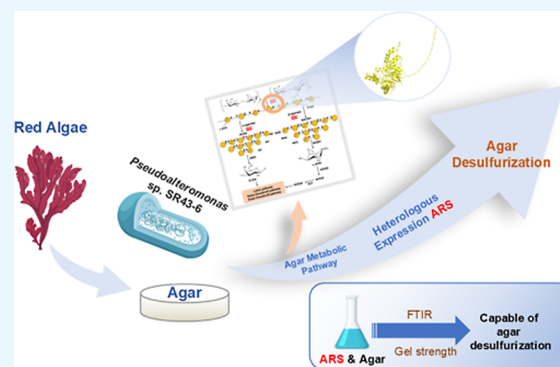 Red Algae
Pseudoalteromonas
sp. SR43-6
Agar
Agar Metabolic
Pathway
Heterologous
Expression ARS
Agar
Desulfurization
FTIR
Gel strength
ARS & Agar
Capable of
agar
desulfurization